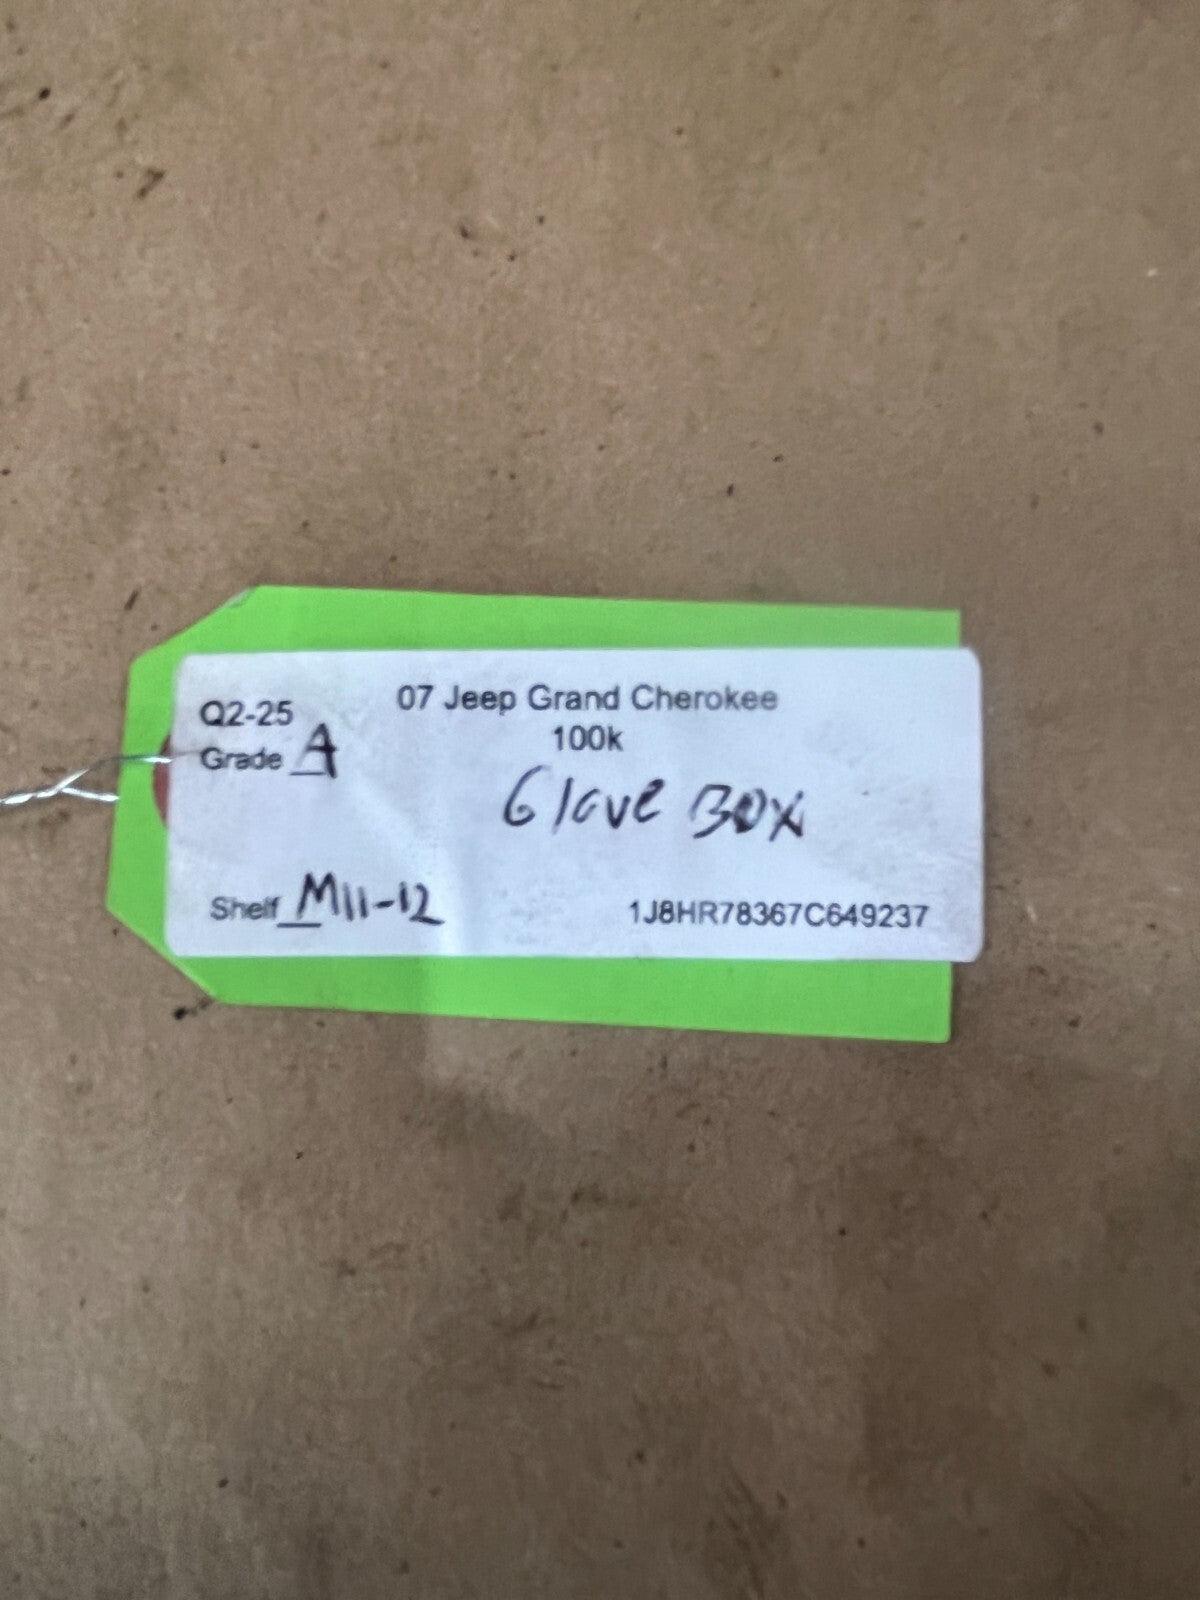 Q2-25
07 Jeep Grand Cherokee
100k
Grade A
Glove Box
Shelf M11-12
1J8HR78367C649237